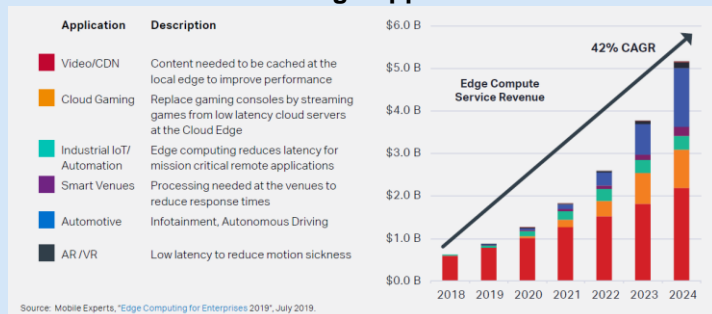 Application Description
Video/CDN Content needed to be cached at the
local edge to improve performance
Cloud Gaming Replace gaming consoles by streaming
games from low latency cloud servers
at the Cloud Edge
Industrial IoT/ Edge computing reduces latency for
Automation mission critical remote applications
Smart Venues Processing needed at the venues to
reduce response times
Automotive Infotainment, Autonomous Driving
AR/VR Low latency to reduce motion sickness
Source: Mobile Experts, "Edge Computing for Enterprises 2019", July 2019.
$6.0 B
$5.0 B
$4.0 B
$3.0 B
$2.0 B
$1.0 B
$0.0 B
42% CAGR
Edge Compute
Service Revenue
2018 2019 2020 2021 2022 2023 2024